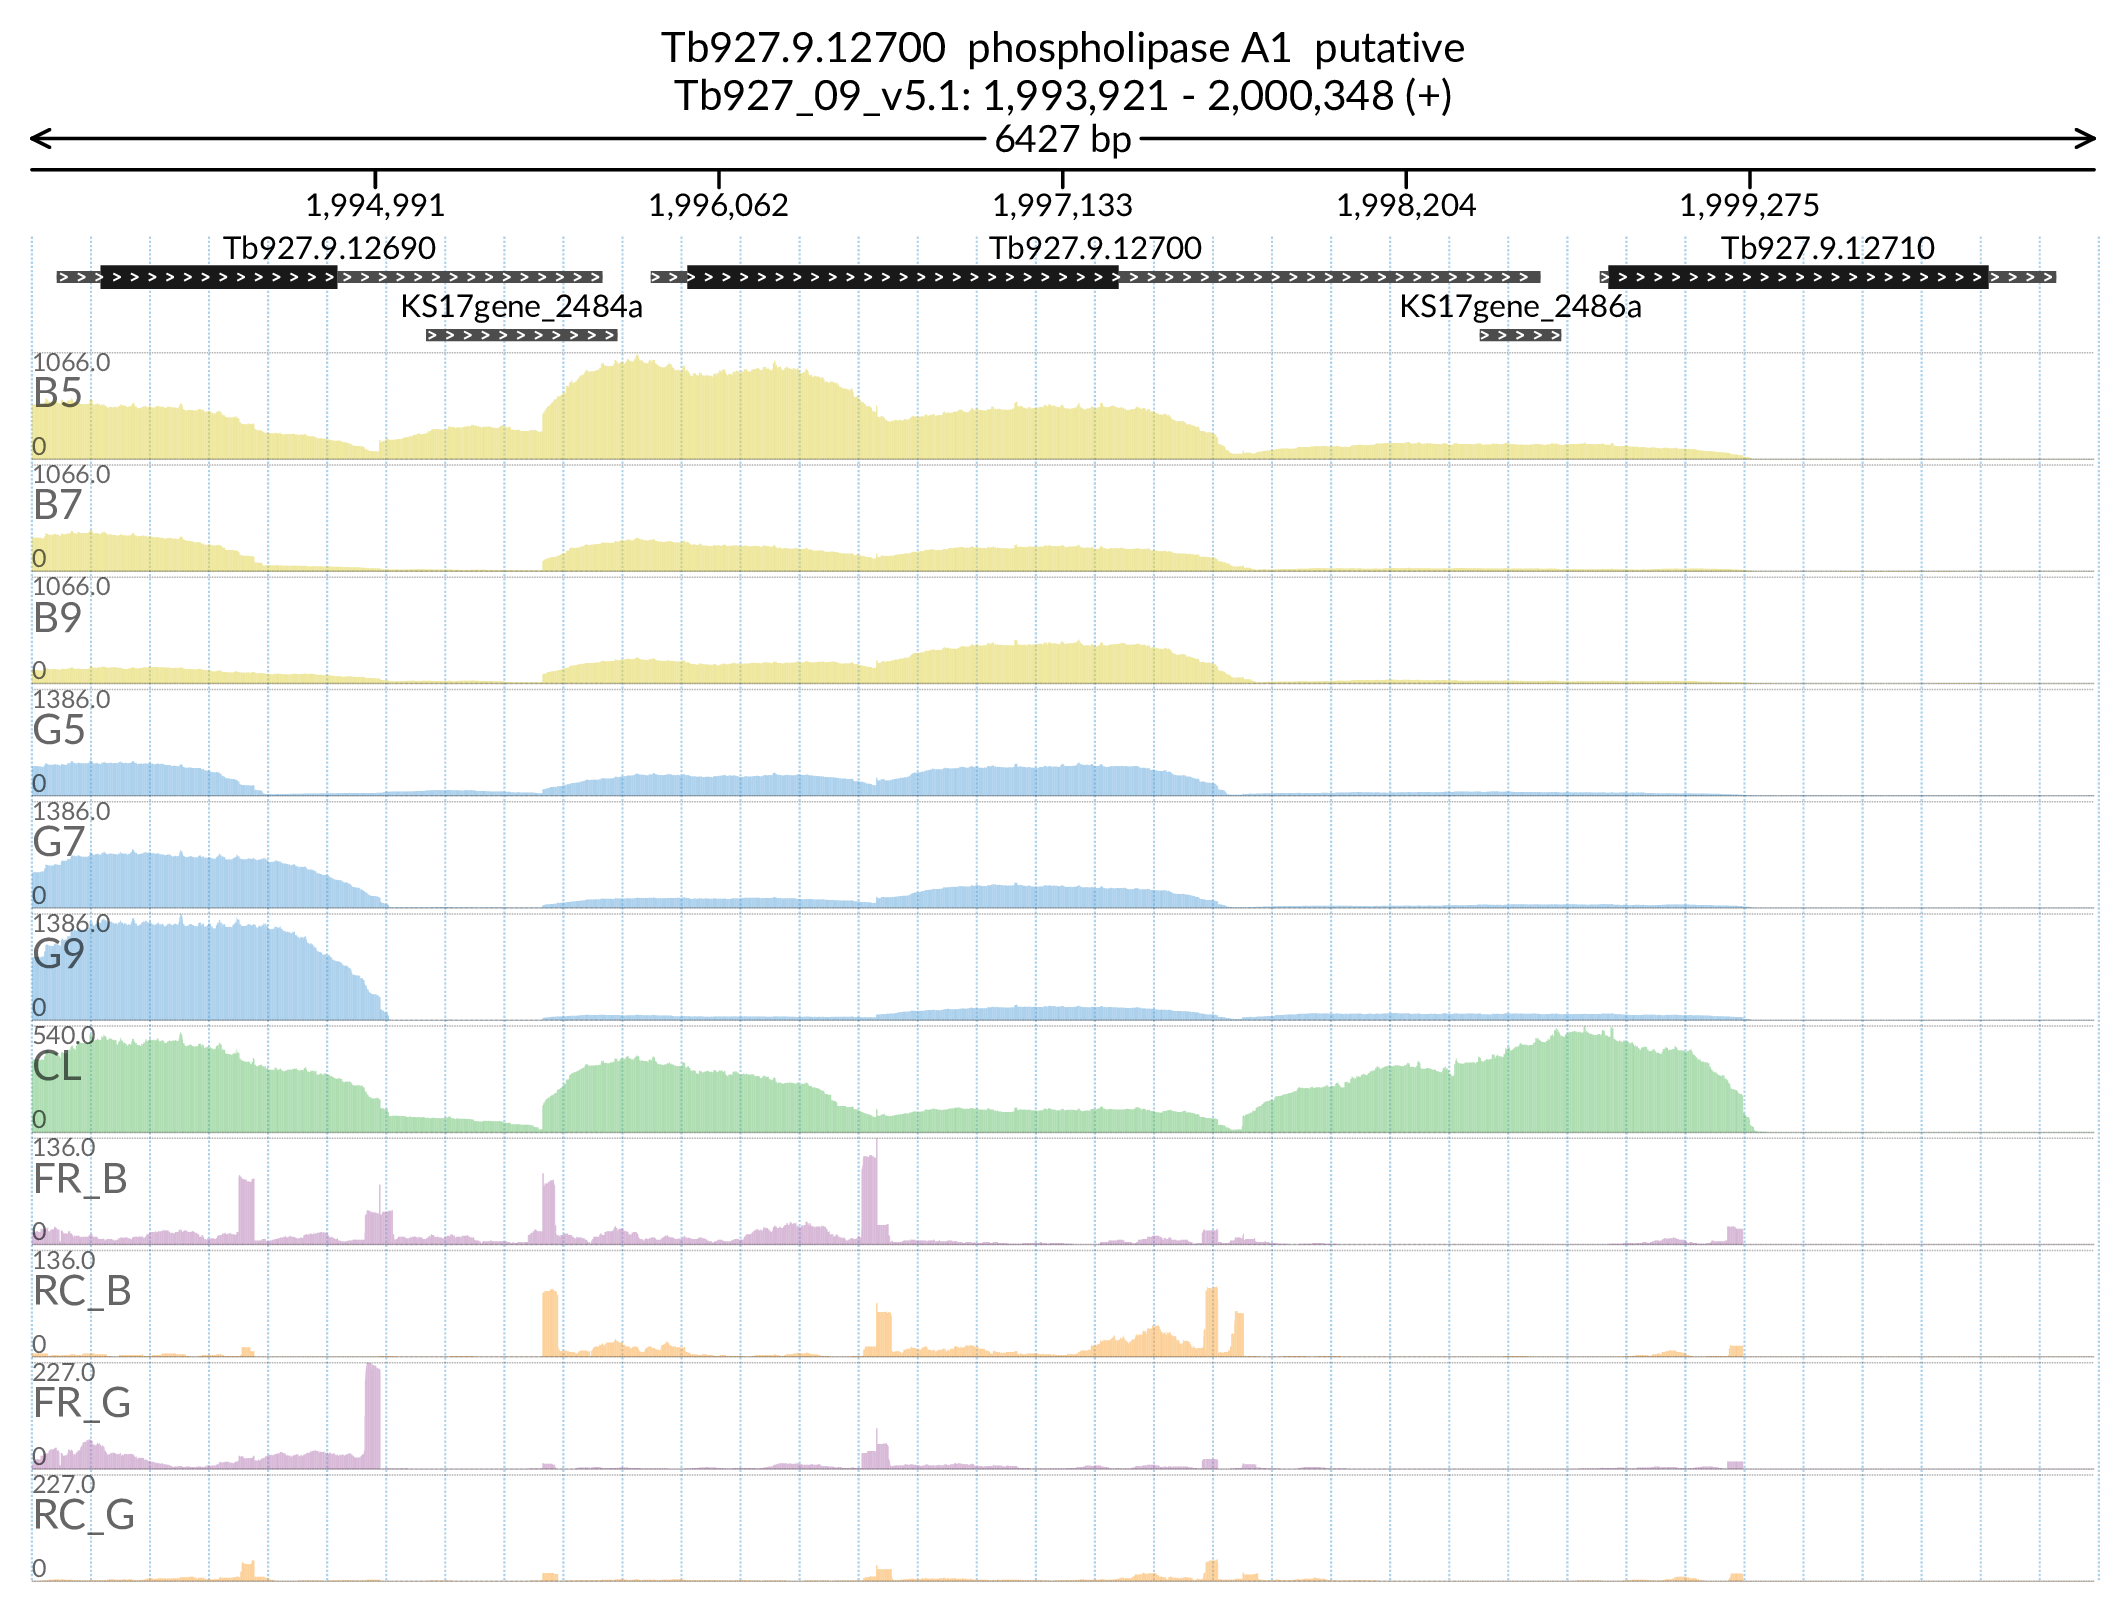 Tb927.9.12700  phospholipase A1  putative
Tb927_09_v5.1: 1,993,921 - 2,000,348 (+)
6427 bp
1,994,991 1,996,062 1,997,133 1,998,204 1,999,275
Tb927.9.12690 Tb927.9.12700 Tb927.9.12710
KS17gene_2484a KS17gene_2486a
1066.0
B5
0
1066.0
B7
0
1066.0
B9
0
1386.0
G5
0
1386.0
G7
0
1386.0
G9
0
540.0
CL
0
136.0
FR_B
0
136.0
RC_B
0
227.0
FR_G
0
227.0
RC_G
0